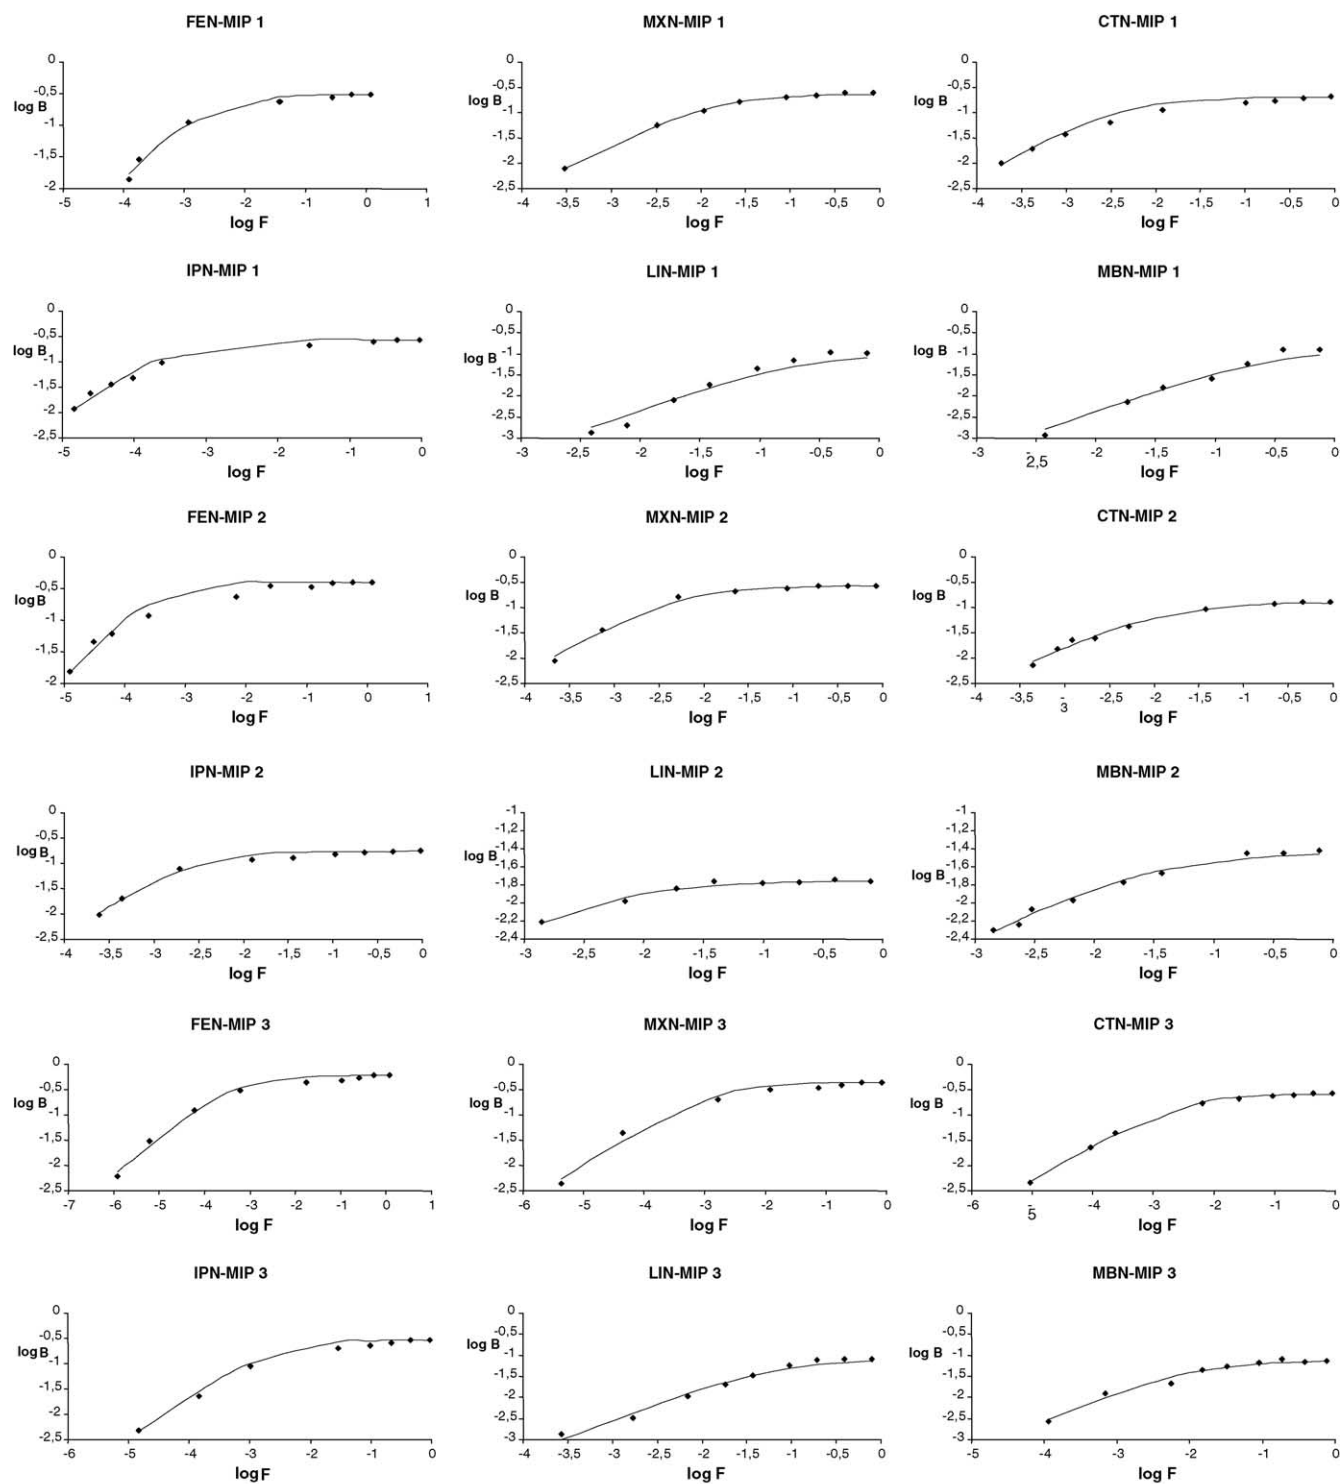 FEN-MIP 1 MXN-MIP 1 CTN-MIP 1
0 0 0
-0,5 -0,5 -0,5
log B log B log B
-1 -1 -1
-1,5 -1,5 -1,5
-2 -2 -2
-2,5 -2,5
-5 -4 -3 -2 -1 0 1 -4 -3,5 -3 -2,5 -2 -1,5 -1 -0,5 0 -4 -3,5 -3 -2,5 -2 -1,5 -1 -0,5 0
log F log F log F
IPN-MIP 1 LIN-MIP 1 MBN-MIP 1
0 0 0
-0,5 -0,5 -0,5
log B log B log B
-1 -1 -1
-1,5 -1,5 -1,5
-2 -2 -2
-2,5 -2,5 -2,5
-3 -3
-5 -4 -3 -2 -1 0 -3 -2,5 -2 -1,5 -1 -0,5 0 -3 -2,5 -2 -1,5 -1 -0,5 0
log F log F log F
FEN-MIP 2 MXN-MIP 2 CTN-MIP 2
0 0 0
-0,5 -0,5 -0,5
log B log B log B
-1 -1 -1
-1,5 -1,5 -1,5
-2 -2 -2
-2,5 -2,5
-5 -4 -3 -2 -1 0 1 -4 -3,5 -3 -2,5 -2 -1,5 -1 -0,5 0 -4 -3,5 3 -2,5 -2 -1,5 -1 -0,5 0
log F log F log F
IPN-MIP 2 LIN-MIP 2 MBN-MIP 2
0 -1 -1
-0,5 -1,2 -1,2
log B -1,4 -1,4
-1 log B -1,6 log B -1,6
-1,5 -1,8 -1,8
-2 -2 -2
-2,2 -2,2
-2,5 -2,4 -2,4
-4 -3,5 -3 -2,5 -2 -1,5 -1 -0,5 0 -3 -2,5 -2 -1,5 -1 -0,5 0 -3 -2,5 -2 -1,5 -1 -0,5 0
log F log F log F
FEN-MIP 3 MXN-MIP 3 CTN-MIP 3
0 0 0
-0,5 -0,5 -0,5
log B log B log B
-1 -1 -1
-1,5 -1,5 -1,5
-2 -2 -2
-2,5 -2,5 -2,5
-7 -6 -5 -4 -3 -2 -1 0 1 -6 -5 -4 -3 -2 -1 0 -6 -5 -4 -3 -2 -1 0
log F log F log F
IPN-MIP 3 LIN-MIP 3 MBN-MIP 3
0 0 0
-0,5 -0,5 -0,5
log B log B log B
-1 -1 -1
-1,5 -1,5 -1,5
-2 -2 -2
-2,5 -2,5 -2,5
-3 -3
-6 -5 -4 -3 -2 -1 0 -4 -3,5 -3 -2,5 -2 -1,5 -1 -0,5 0 -5 -4 -3 -2 -1 0
log F log F log F